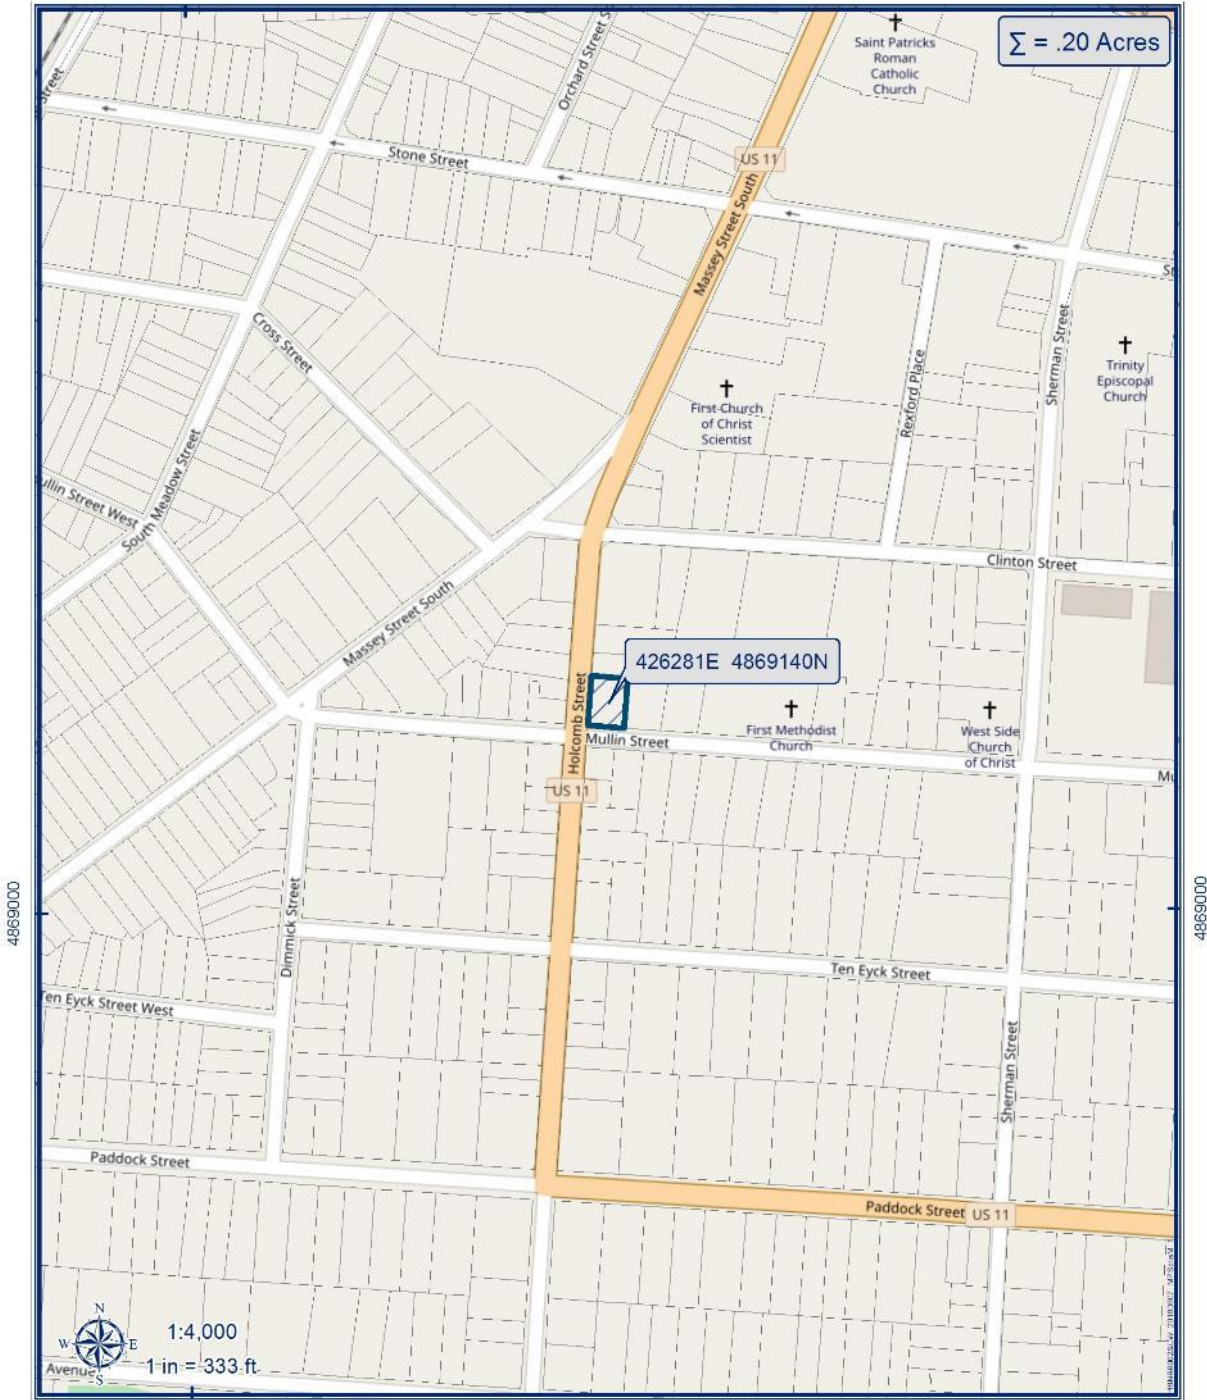 Σ = .20 Acres
Saint Patricks
Roman
Catholic
Church
Orchard Street S
Street
Stone Street
US 11
Massey Street South
Cross Street
Rexford Place
Sherman Street
Trinity
Episcopal
Church
First Church
of Christ
Scientist
South Meadow Street
ullin Street West
Clinton Street
Massey Street South
426281E 4869140N
Holcomb Street
Mullin Street
First Methodist
Church
West Side
Church
of Christ
Mu
US 11
4869000
4869000
Dimmick Street
Ten Eyck Street
Ten Eyck Street West
Sherman Street
Paddock Street
Paddock Street
US 11
N
W
E
S
1:4,000
1 in = 333 ft
Avenue